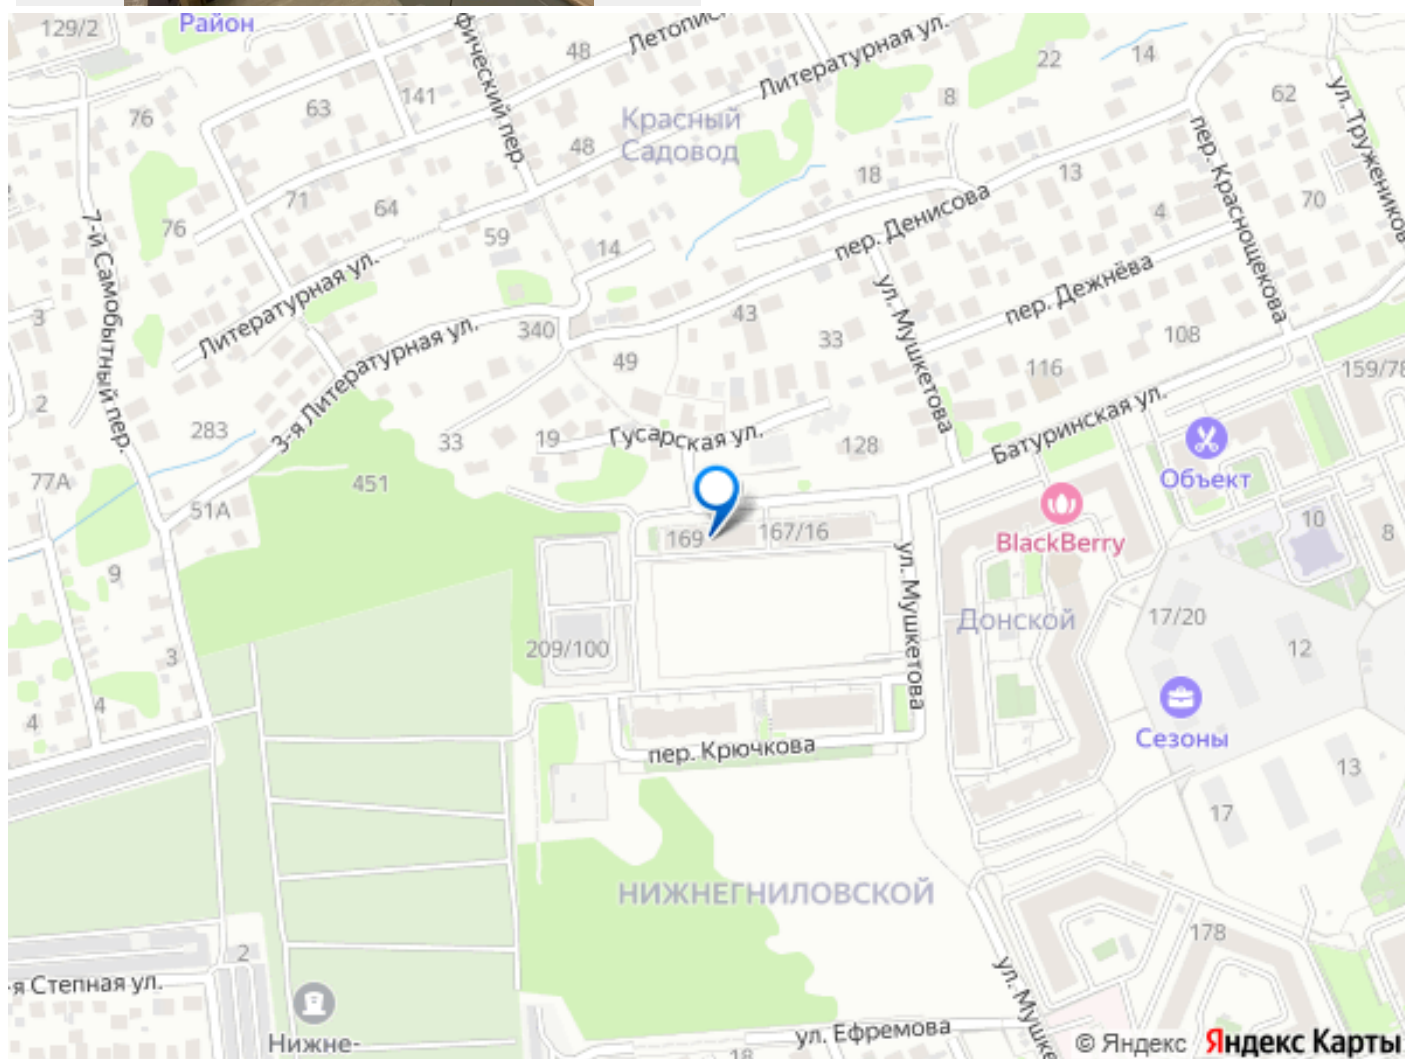 129/2
Район
48
Литературная ул.
22
14
76
63
141
8
62
ул. Тружеников
Красный
Садовод
48
пер. Краснощекова
71
76
64
18
13
70
4
59
14
пер. Денисова
7-й Самобытный пер.
Литературная ул.
ул. Мушкетова
пер. Дежнёва
3
3-я Литературная ул.
340
43
33
108
49
116
159/78
2
283
33
19
Гусарская ул.
128
Батуринская ул.
Объект
77А
451
51А
BlackBerry
169
167/16
10
8
9
ул. Мушкетова
Донской
17/20
209/100
12
3
4
4
Сезоны
пер. Крючкова
13
17
НИЖНЕГНИЛОВСКОЙ
178
2
-я Степная ул.
Нижне-
18
ул. Ефремова
© Яндекс Яндекс Карты